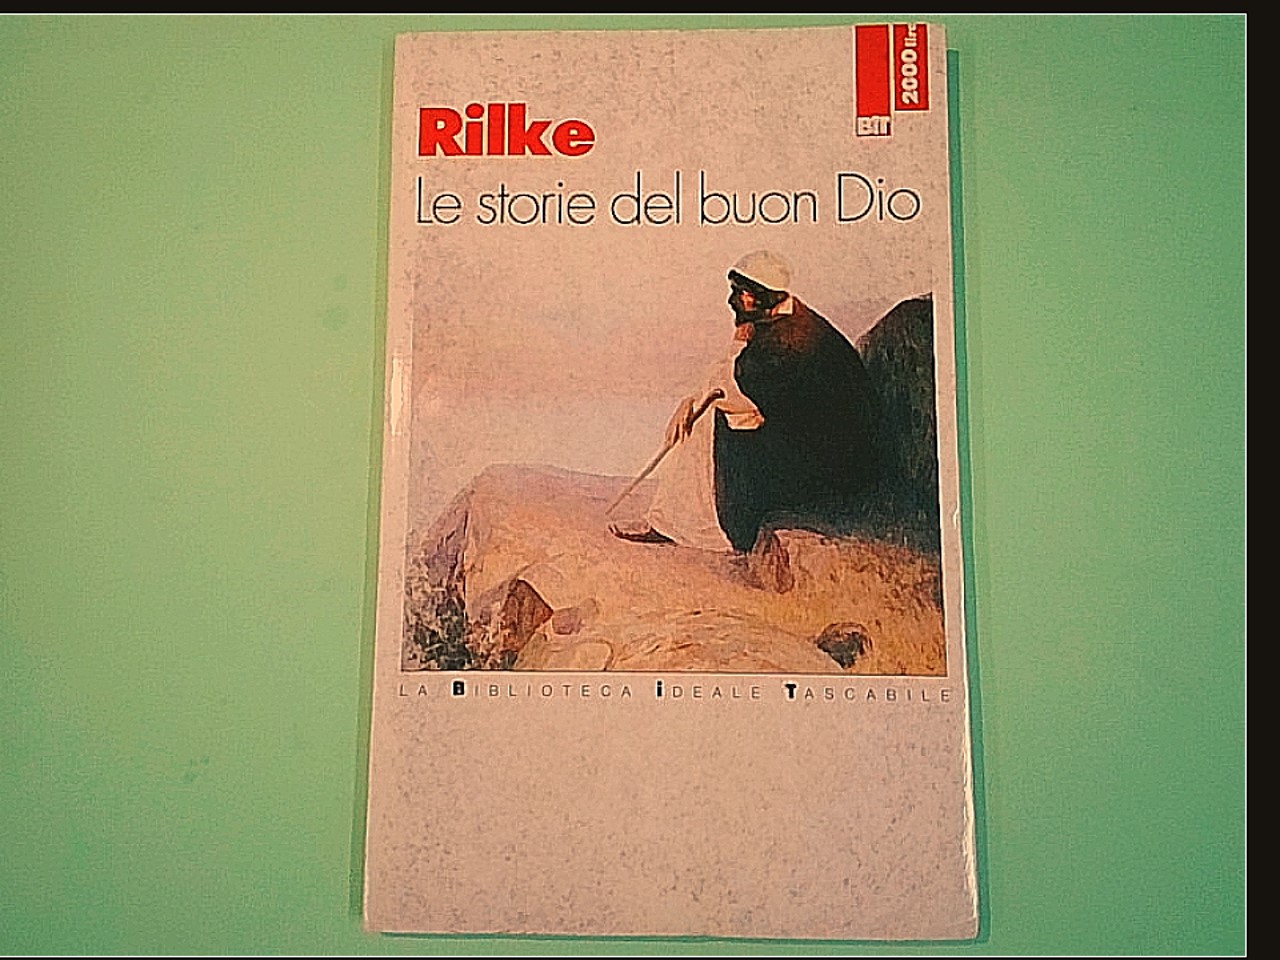 2000 lire
BIT
Rilke
Le storie del buon Dio
LA BIBLIOTECA iDEALE TASCABILE